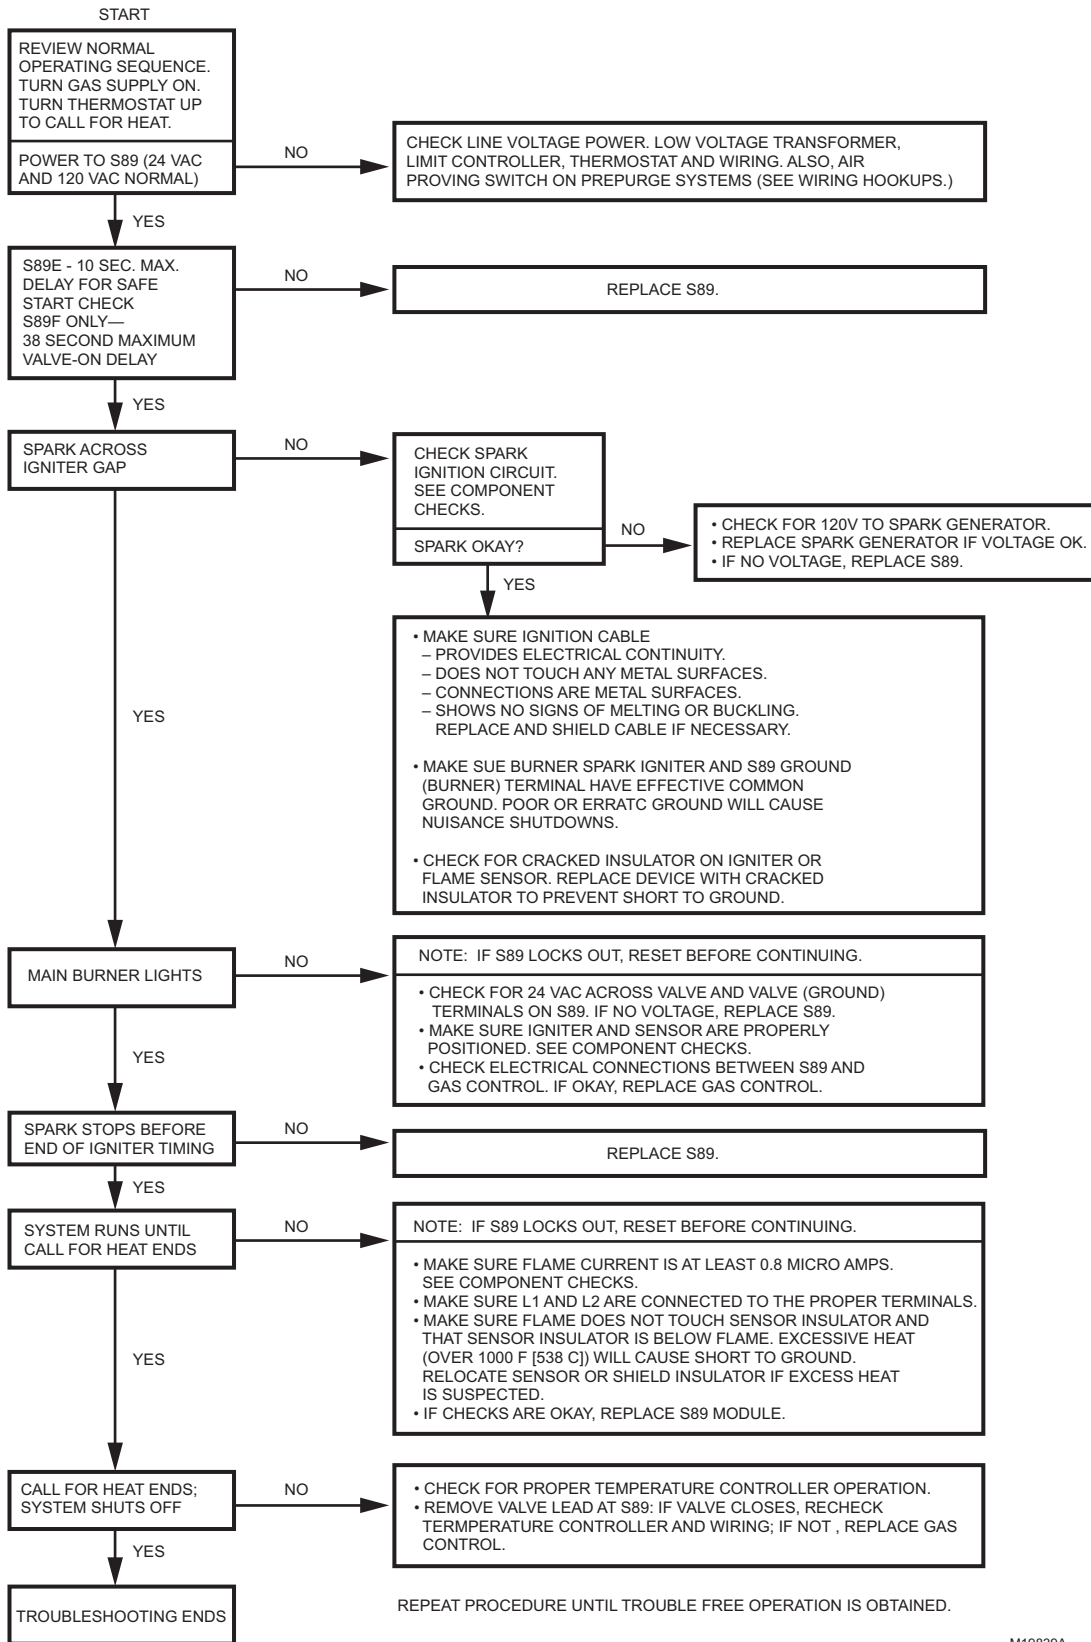 START
REVIEW NORMAL
OPERATING SEQUENCE.
TURN GAS SUPPLY ON.
TURN THERMOSTAT UP
TO CALL FOR HEAT.
POWER TO S89 (24 VAC
AND 120 VAC NORMAL)
NO
CHECK LINE VOLTAGE POWER. LOW VOLTAGE TRANSFORMER,
LIMIT CONTROLLER, THERMOSTAT AND WIRING. ALSO, AIR
PROVING SWITCH ON PREPURGE SYSTEMS (SEE WIRING HOOKUPS.)
YES
S89E - 10 SEC. MAX.
DELAY FOR SAFE
START CHECK
S89F ONLY—
38 SECOND MAXIMUM
VALVE-ON DELAY
NO
REPLACE S89.
YES
SPARK ACROSS
IGNITER GAP
NO
CHECK SPARK
IGNITION CIRCUIT.
SEE COMPONENT
CHECKS.
SPARK OKAY?
NO
• CHECK FOR 120V TO SPARK GENERATOR.
• REPLACE SPARK GENERATOR IF VOLTAGE OK.
• IF NO VOLTAGE, REPLACE S89.
YES
• MAKE SURE IGNITION CABLE
– PROVIDES ELECTRICAL CONTINUITY.
– DOES NOT TOUCH ANY METAL SURFACES.
– CONNECTIONS ARE METAL SURFACES.
– SHOWS NO SIGNS OF MELTING OR BUCKLING.
REPLACE AND SHIELD CABLE IF NECESSARY.
• MAKE SUE BURNER SPARK IGNITER AND S89 GROUND
(BURNER) TERMINAL HAVE EFFECTIVE COMMON
GROUND. POOR OR ERRATC GROUND WILL CAUSE
NUISANCE SHUTDOWNS.
• CHECK FOR CRACKED INSULATOR ON IGNITER OR
FLAME SENSOR. REPLACE DEVICE WITH CRACKED
INSULATOR TO PREVENT SHORT TO GROUND.
YES
MAIN BURNER LIGHTS
NO
NOTE: IF S89 LOCKS OUT, RESET BEFORE CONTINUING.
• CHECK FOR 24 VAC ACROSS VALVE AND VALVE (GROUND)
TERMINALS ON S89. IF NO VOLTAGE, REPLACE S89.
• MAKE SURE IGNITER AND SENSOR ARE PROPERLY
POSITIONED. SEE COMPONENT CHECKS.
• CHECK ELECTRICAL CONNECTIONS BETWEEN S89 AND
GAS CONTROL. IF OKAY, REPLACE GAS CONTROL.
YES
SPARK STOPS BEFORE
END OF IGNITER TIMING
NO
REPLACE S89.
YES
SYSTEM RUNS UNTIL
CALL FOR HEAT ENDS
NO
NOTE: IF S89 LOCKS OUT, RESET BEFORE CONTINUING.
• MAKE SURE FLAME CURRENT IS AT LEAST 0.8 MICRO AMPS.
SEE COMPONENT CHECKS.
• MAKE SURE L1 AND L2 ARE CONNECTED TO THE PROPER TERMINALS.
• MAKE SURE FLAME DOES NOT TOUCH SENSOR INSULATOR AND
THAT SENSOR INSULATOR IS BELOW FLAME. EXCESSIVE HEAT
(OVER 1000 F [538 C]) WILL CAUSE SHORT TO GROUND.
RELOCATE SENSOR OR SHIELD INSULATOR IF EXCESS HEAT
IS SUSPECTED.
• IF CHECKS ARE OKAY, REPLACE S89 MODULE.
YES
CALL FOR HEAT ENDS;
SYSTEM SHUTS OFF
NO
• CHECK FOR PROPER TEMPERATURE CONTROLLER OPERATION.
• REMOVE VALVE LEAD AT S89: IF VALVE CLOSES, RECHECK
TERMPERATURE CONTROLLER AND WIRING; IF NOT , REPLACE GAS
CONTROL.
YES
TROUBLESHOOTING ENDS
REPEAT PROCEDURE UNTIL TROUBLE FREE OPERATION IS OBTAINED.